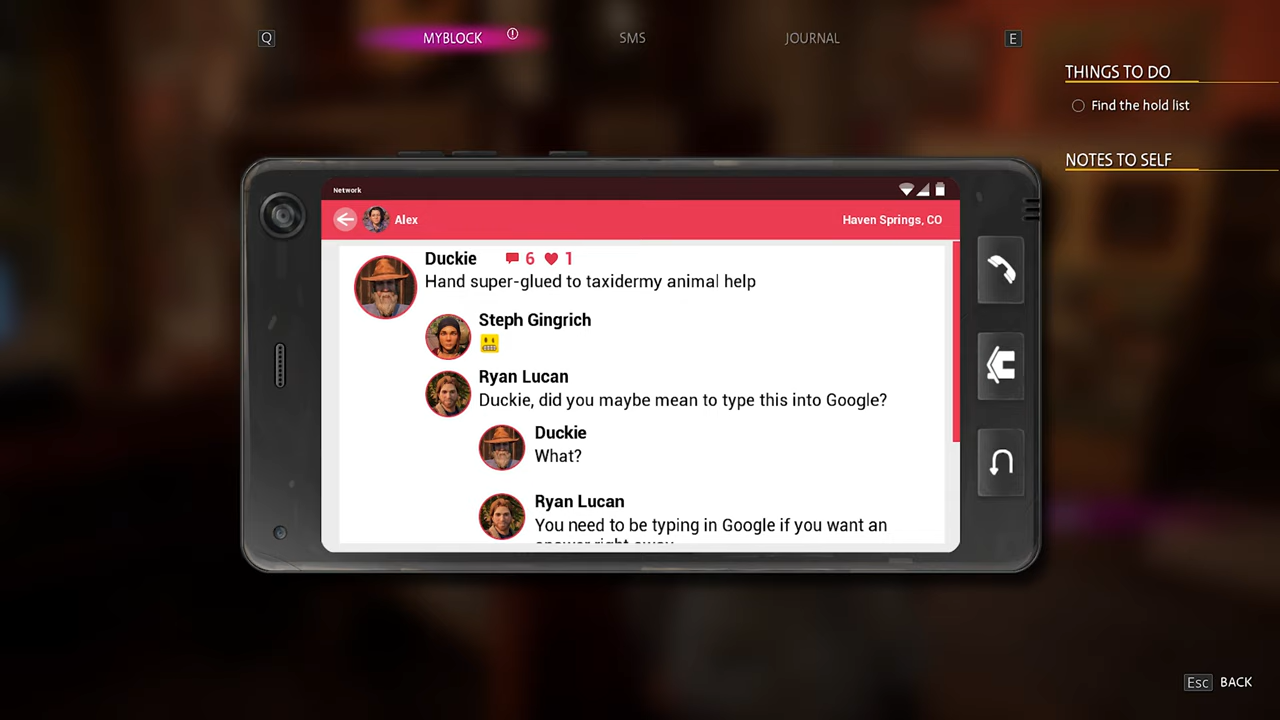 Q
MYBLOCK
SMS
JOURNAL
E
THINGS TO DO
Find the hold list
NOTES TO SELF
Network
Alex
Haven Springs, CO
Duckie 6 1
Hand super-glued to taxidermy animal help
Steph Gingrich
Ryan Lucan
Duckie, did you maybe mean to type this into Google?
Duckie
What?
Ryan Lucan
You need to be typing in Google if you want an
answer right away
Esc BACK